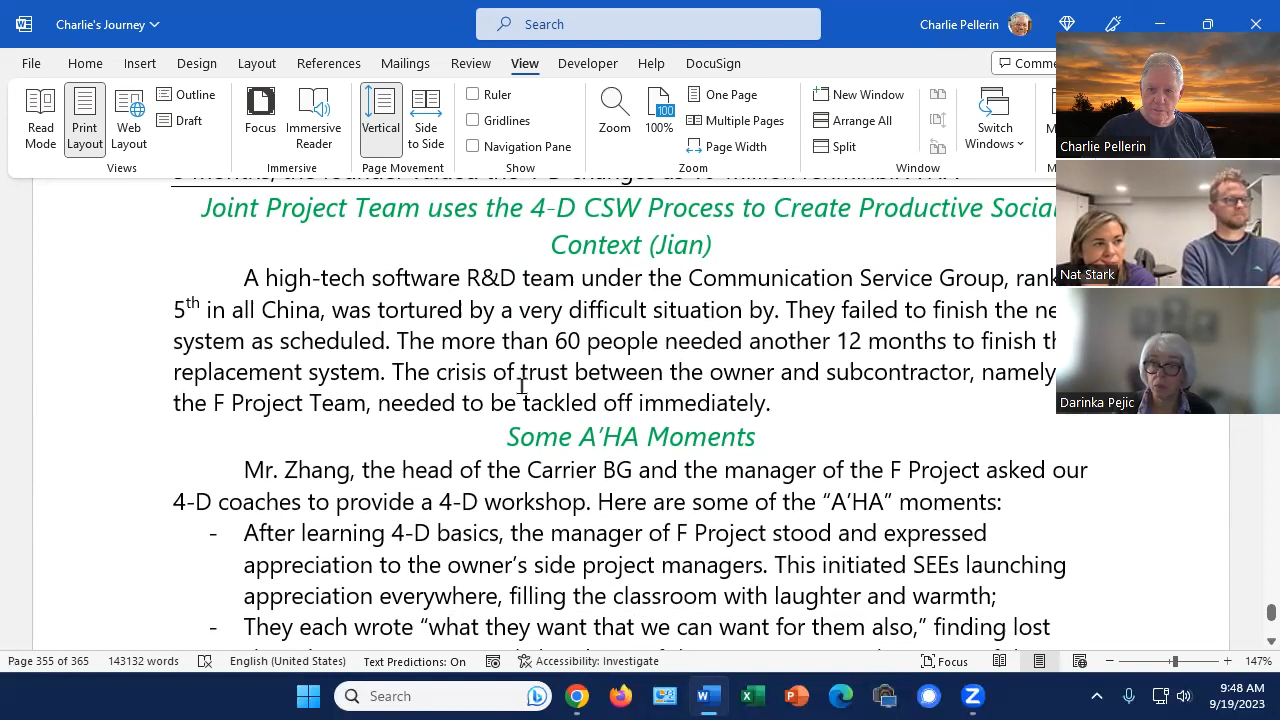 Charlie's Journey
Search
Charlie Pellerin
File Home Insert Design Layout References Mailings Review View Developer Help DocuSign
Comme
Read Mode
Print Layout
Web Layout
Outline
Draft
Views
Focus
Immersive Reader
Immersive
Vertical
Side to Side
Page Movement
Ruler
Gridlines
Navigation Pane
Show
Zoom
100
100%
One Page
Multiple Pages
Page Width
Zoom
New Window
Arrange All
Split
Switch Windows
Window
Joint Project Team uses the 4-D CSW Process to Create Productive Social
Context (Jian)
A high-tech software R&D team under the Communication Service Group, rank
5th in all China, was tortured by a very difficult situation by. They failed to finish the ne
system as scheduled. The more than 60 people needed another 12 months to finish th
replacement system. The crisis of trust between the owner and subcontractor, namely
the F Project Team, needed to be tackled off immediately.
Some A'HA Moments
Mr. Zhang, the head of the Carrier BG and the manager of the F Project asked our
4-D coaches to provide a 4-D workshop. Here are some of the “A'HA” moments:
- After learning 4-D basics, the manager of F Project stood and expressed
appreciation to the owner's side project managers. This initiated SEEs launching
appreciation everywhere, filling the classroom with laughter and warmth;
- They each wrote “what they want that we can want for them also,” finding lost
Charlie Pellerin
Nat Stark
Darinka Pejic
Page 355 of 365 143132 words English (United States) Text Predictions: On Accessibility: Investigate Focus 147%
Search
9:48 AM
9/19/2023